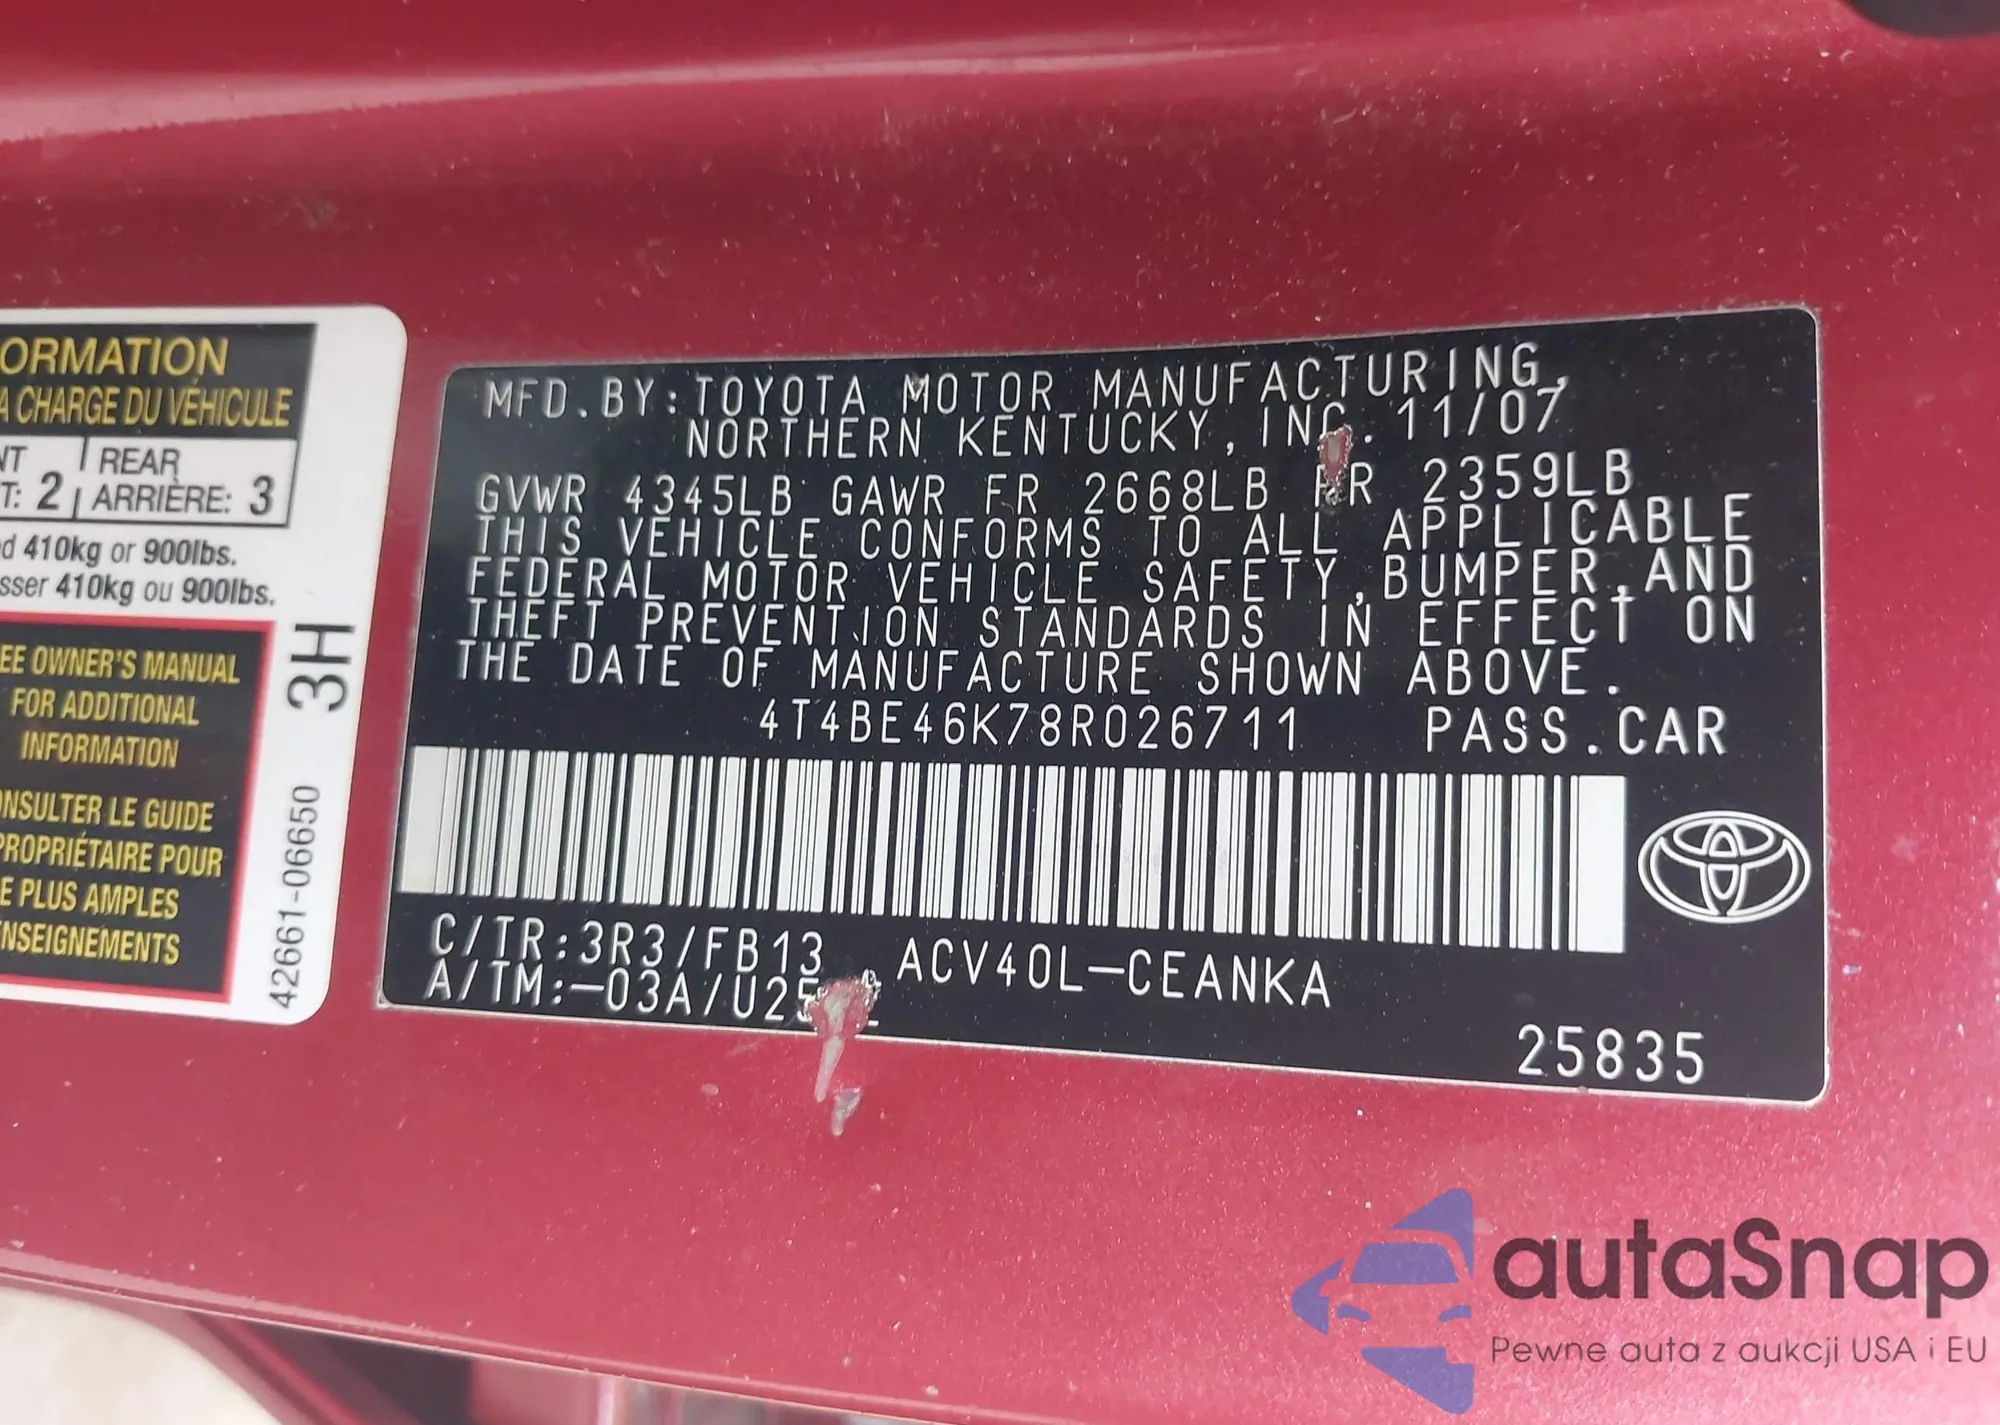 ORMATION
A CHARGE DU VÉHICULE
NT
T: 2
REAR
ARRIÈRE: 3
d 410kg or 900lbs.
sser 410kg ou 900lbs.
EE OWNER'S MANUAL
FOR ADDITIONAL
INFORMATION
ONSULTER LE GUIDE
PROPRIÉTAIRE POUR
E PLUS AMPLES
NSEIGNEMENTS
3H
42661-06650
MFD.BY:TOYOTA MOTOR MANUFACTURING,
NORTHERN KENTUCKY, INC. 11/07
GVWR 4345LB GAWR FR 2668LB RR 2359LB
THIS VEHICLE CONFORMS TO ALL APPLICABLE
FEDERAL MOTOR VEHICLE SAFETY,BUMPER,AND
THEFT PREVENTION STANDARDS IN EFFECT ON
THE DATE OF MANUFACTURE SHOWN ABOVE.
4T4BE46K78R026711 PASS.CAR
C/TR:3R3/FB13 ACV40L-CEANKA
A/TM:-03A/U25
25835
autaSnap
Pewne auta z aukcji USA i EU